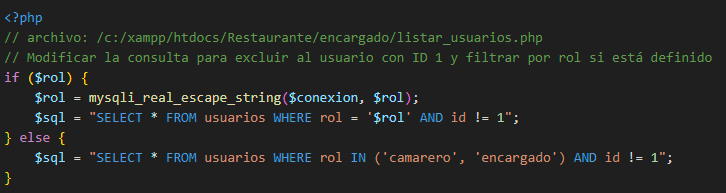 <?php
// archivo: /c:/xampp/htdocs/Restaurante/encargado/listar_usuarios.php
// Modificar la consulta para excluir al usuario con ID 1 y filtrar por rol si está definido
if ($rol) {
    $rol = mysqli_real_escape_string($conexion, $rol);
    $sql = "SELECT * FROM usuarios WHERE rol = '$rol' AND id != 1";
} else {
    $sql = "SELECT * FROM usuarios WHERE rol IN ('camarero', 'encargado') AND id != 1";
}